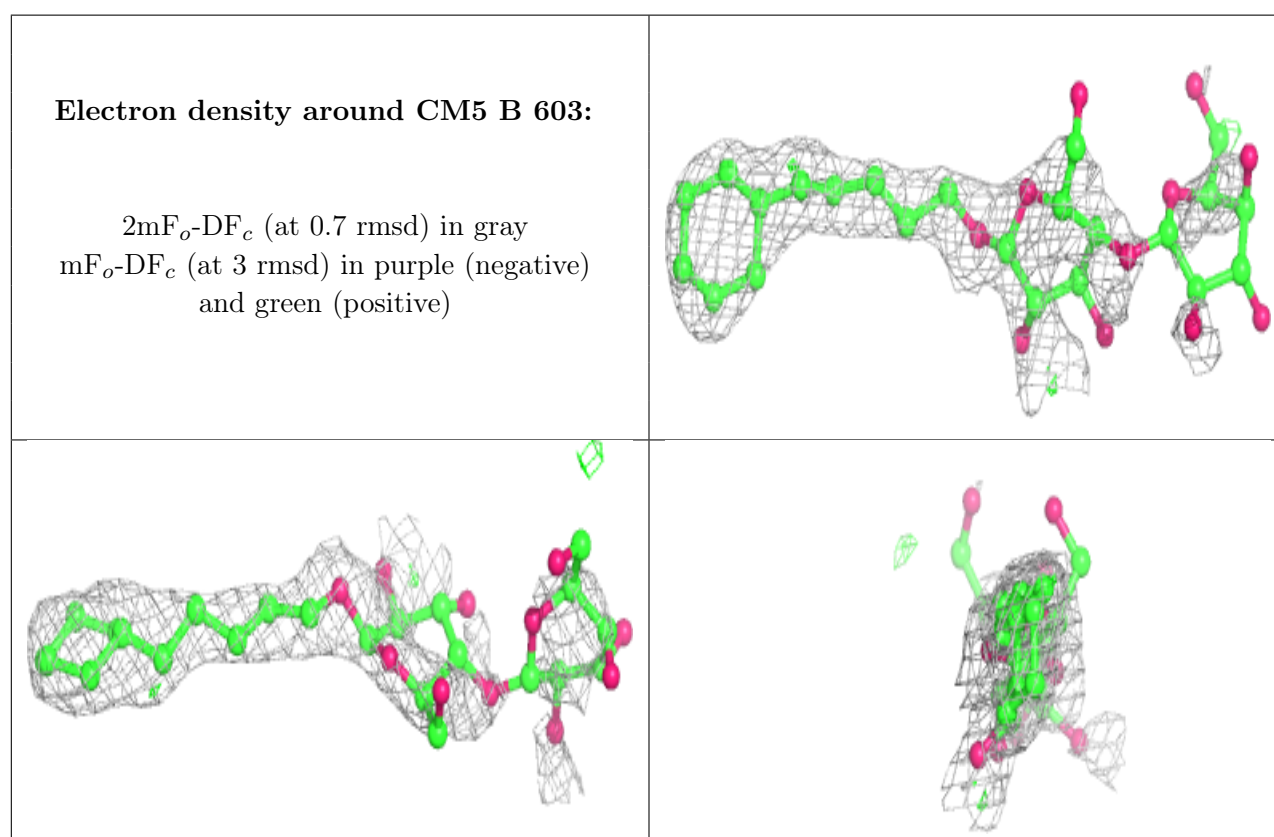 Electron density around CM5 B 603:
2mFo-DFc (at 0.7 rmsd) in gray
mFo-DFc (at 3 rmsd) in purple (negative)
and green (positive)